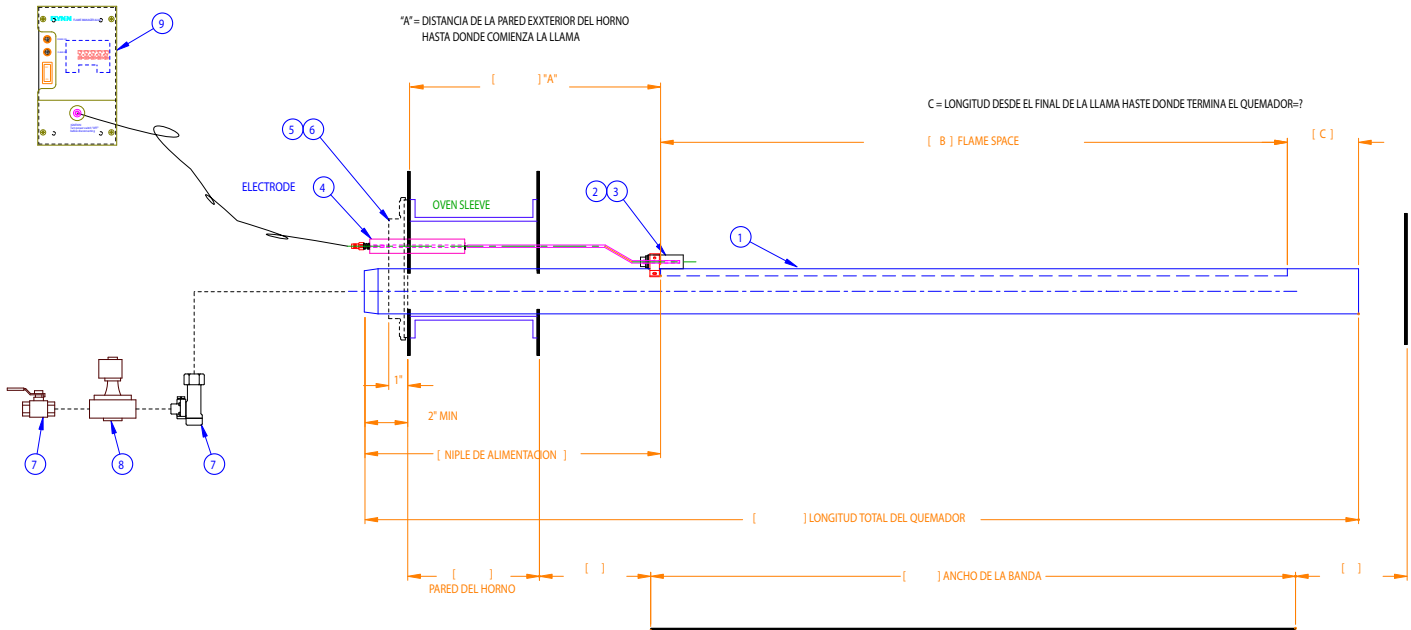 FLYNN
9
"A" = DISTANCIA DE LA PARED EXXTERIOR DEL HORNO
HASTA DONDE COMIENZA LA LLAMA
[ ] "A"
C = LONGITUD DESDE EL FINAL DE LA LLAMA HASTE DONDE TERMINA EL QUEMADOR=?
[ B ] FLAME SPACE
[ C ]
5 6
ELECTRODE
4
OVEN SLEEVE
2 3
1
1"
2" MIN
7
8
7
[ NIPLE DE ALIMENTACION ]
[ ] LONGITUD TOTAL DEL QUEMADOR
[ ]
PARED DEL HORNO
[ ]
[ ] ANCHO DE LA BANDA
[ ]